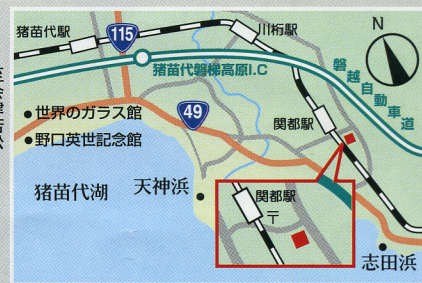 猪苗代駅
115
川桁駅
N
猪苗代磐梯高原I.C
磐越自動車道
世界のガラス館
49
関都駅
野口英世記念館
猪苗代湖
天神浜
関都駅
〒
志田浜